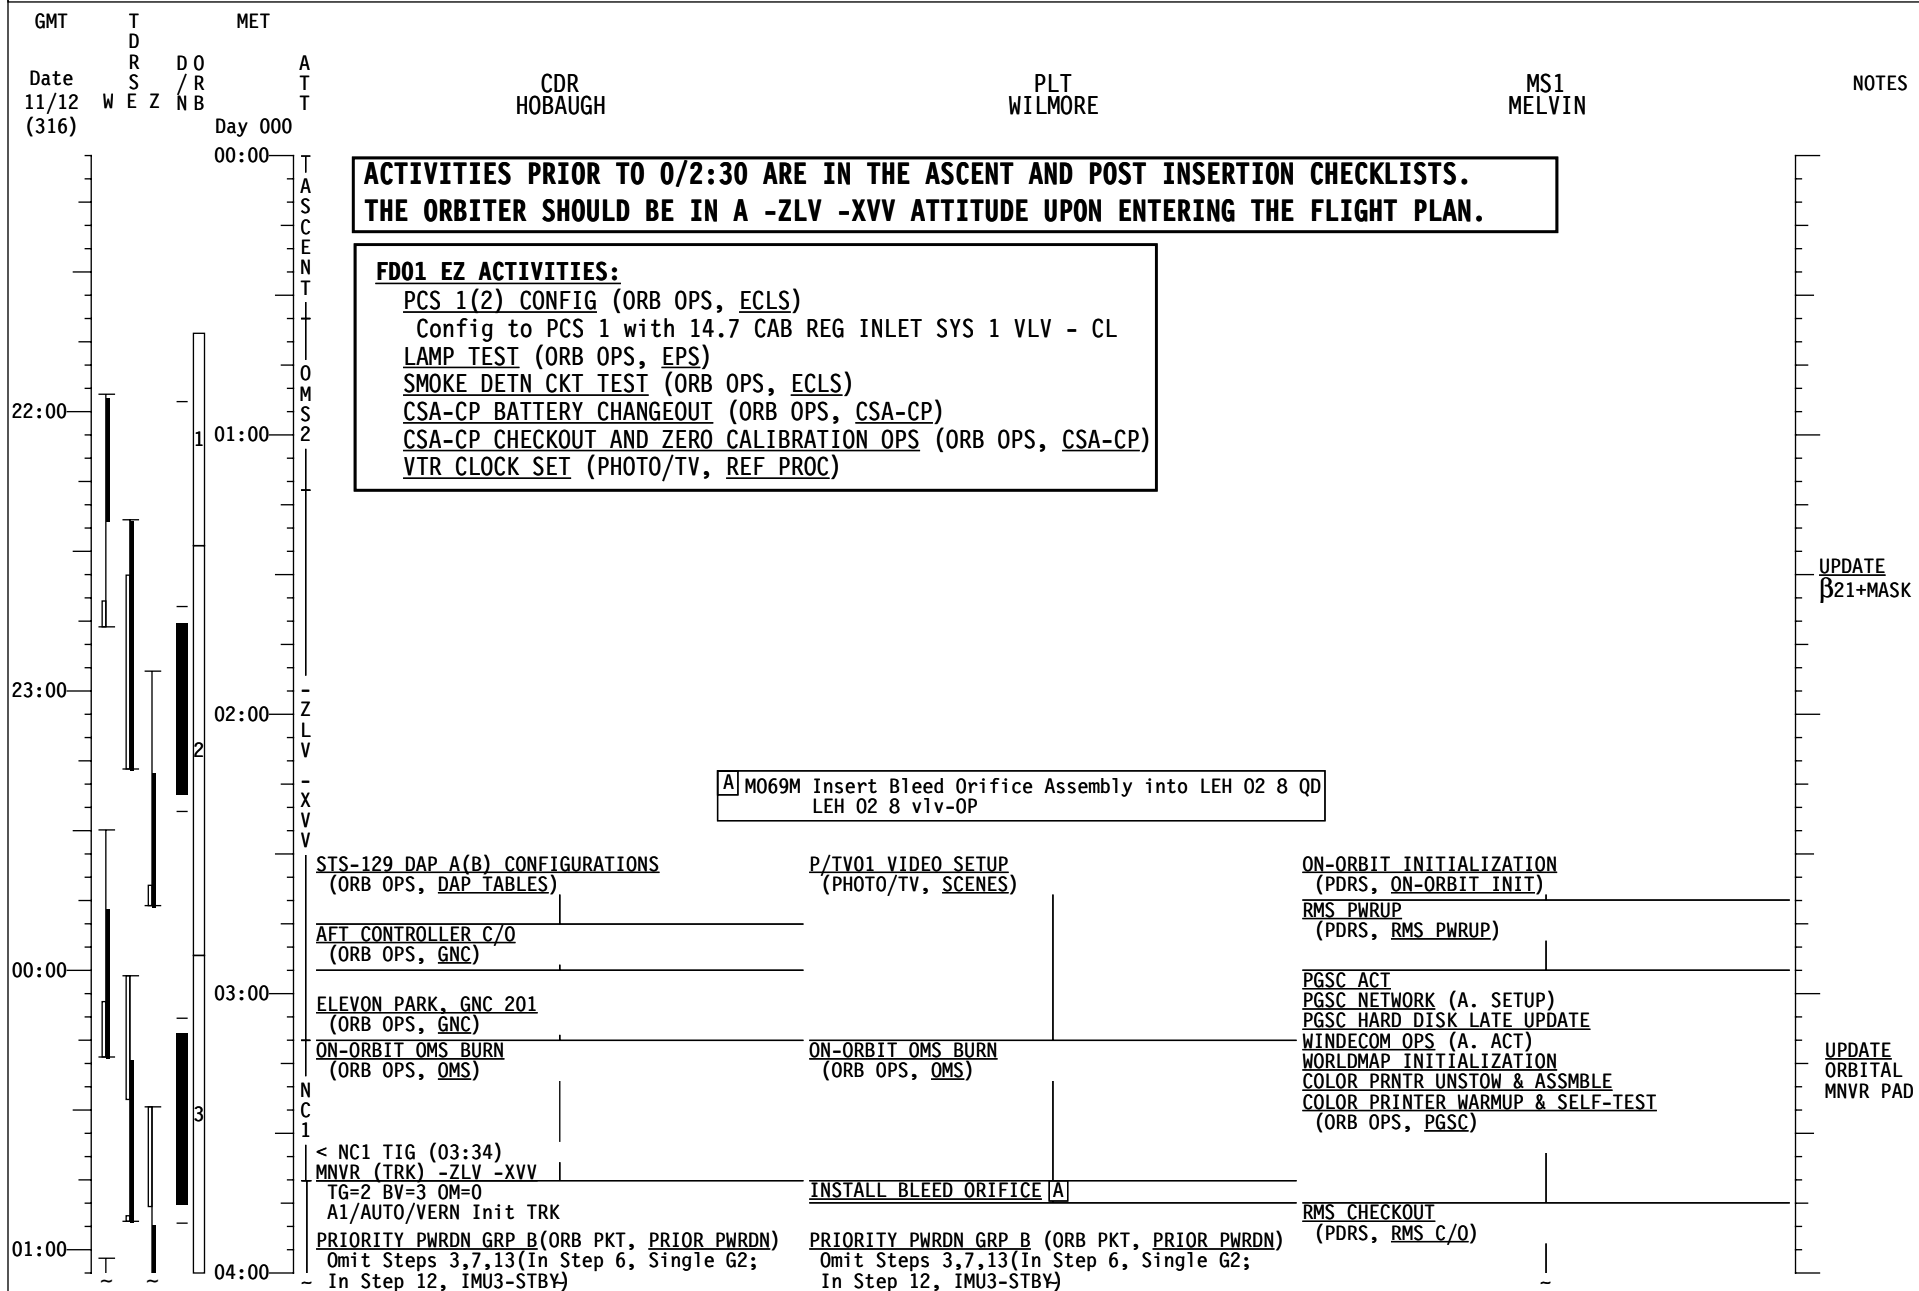 GMT
TDRS
MET
Date
11/12
(316)
W E Z
D/N
ORB
Day 000
ATT
CDR
HOBAUGH
PLT
WILMORE
MS1
MELVIN
NOTES
00:00
ASCENT
ACTIVITIES PRIOR TO 0/2:30 ARE IN THE ASCENT AND POST INSERTION CHECKLISTS.
THE ORBITER SHOULD BE IN A -ZLV -XVV ATTITUDE UPON ENTERING THE FLIGHT PLAN.
FD01 EZ ACTIVITIES:
PCS 1(2) CONFIG (ORB OPS, ECLS)
Config to PCS 1 with 14.7 CAB REG INLET SYS 1 VLV - CL
LAMP TEST (ORB OPS, EPS)
SMOKE DETN CKT TEST (ORB OPS, ECLS)
CSA-CP BATTERY CHANGEOUT (ORB OPS, CSA-CP)
CSA-CP CHECKOUT AND ZERO CALIBRATION OPS (ORB OPS, CSA-CP)
VTR CLOCK SET (PHOTO/TV, REF PROC)
22:00
1
01:00
OMS2
UPDATE
β21+MASK
23:00
02:00
2
-ZLV -XVV
A MO69M Insert Bleed Orifice Assembly into LEH O2 8 QD
LEH O2 8 vlv-OP
STS-129 DAP A(B) CONFIGURATIONS
(ORB OPS, DAP TABLES)
AFT CONTROLLER C/O
(ORB OPS, GNC)
ELEVON PARK, GNC 201
(ORB OPS, GNC)
ON-ORBIT OMS BURN
(ORB OPS, OMS)
< NC1 TIG (03:34)
MNVR (TRK) -ZLV -XVV
TG=2 BV=3 OM=0
A1/AUTO/VERN Init TRK
PRIORITY PWRDN GRP B(ORB PKT, PRIOR PWRDN)
Omit Steps 3,7,13(In Step 6, Single G2;
In Step 12, IMU3-STBY)
P/TV01 VIDEO SETUP
(PHOTO/TV, SCENES)
ON-ORBIT OMS BURN
(ORB OPS, OMS)
INSTALL BLEED ORIFICE A
PRIORITY PWRDN GRP B (ORB PKT, PRIOR PWRDN)
Omit Steps 3,7,13(In Step 6, Single G2;
In Step 12, IMU3-STBY)
ON-ORBIT INITIALIZATION
(PDRS, ON-ORBIT INIT)
RMS PWRUP
(PDRS, RMS PWRUP)
PGSC ACT
PGSC NETWORK (A. SETUP)
PGSC HARD DISK LATE UPDATE
WINDECOM OPS (A. ACT)
WORLDMAP INITIALIZATION
COLOR PRNTR UNSTOW & ASSMBLE
COLOR PRINTER WARMUP & SELF-TEST
(ORB OPS, PGSC)
RMS CHECKOUT
(PDRS, RMS C/O)
UPDATE
ORBITAL
MNVR PAD
00:00
03:00
NC1
3
01:00
04:00
~ ~ ~ ~